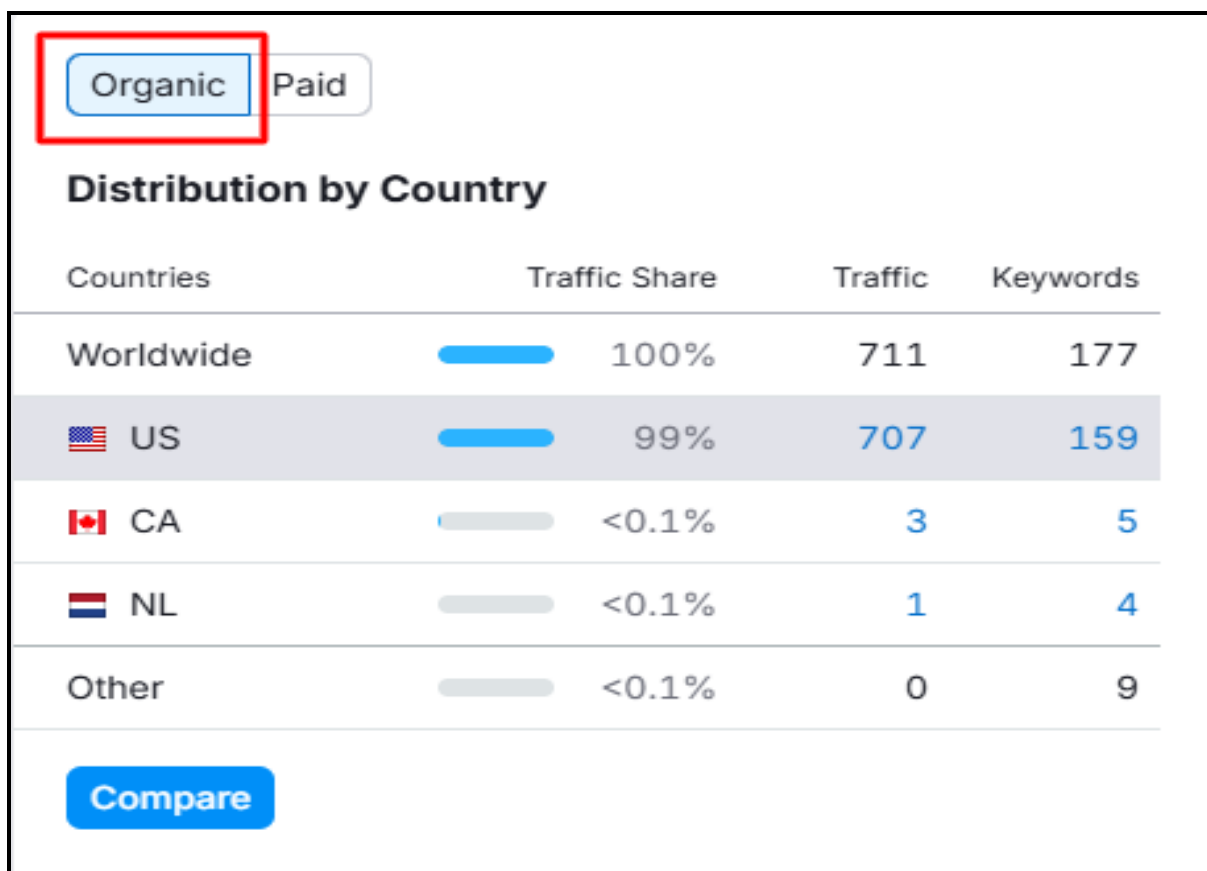 Organic Paid
Distribution by Country
Countries Traffic Share Traffic Keywords
Worldwide 100% 711 177
US 99% 707 159
CA <0.1% 3 5
NL <0.1% 1 4
Other <0.1% 0 9
Compare